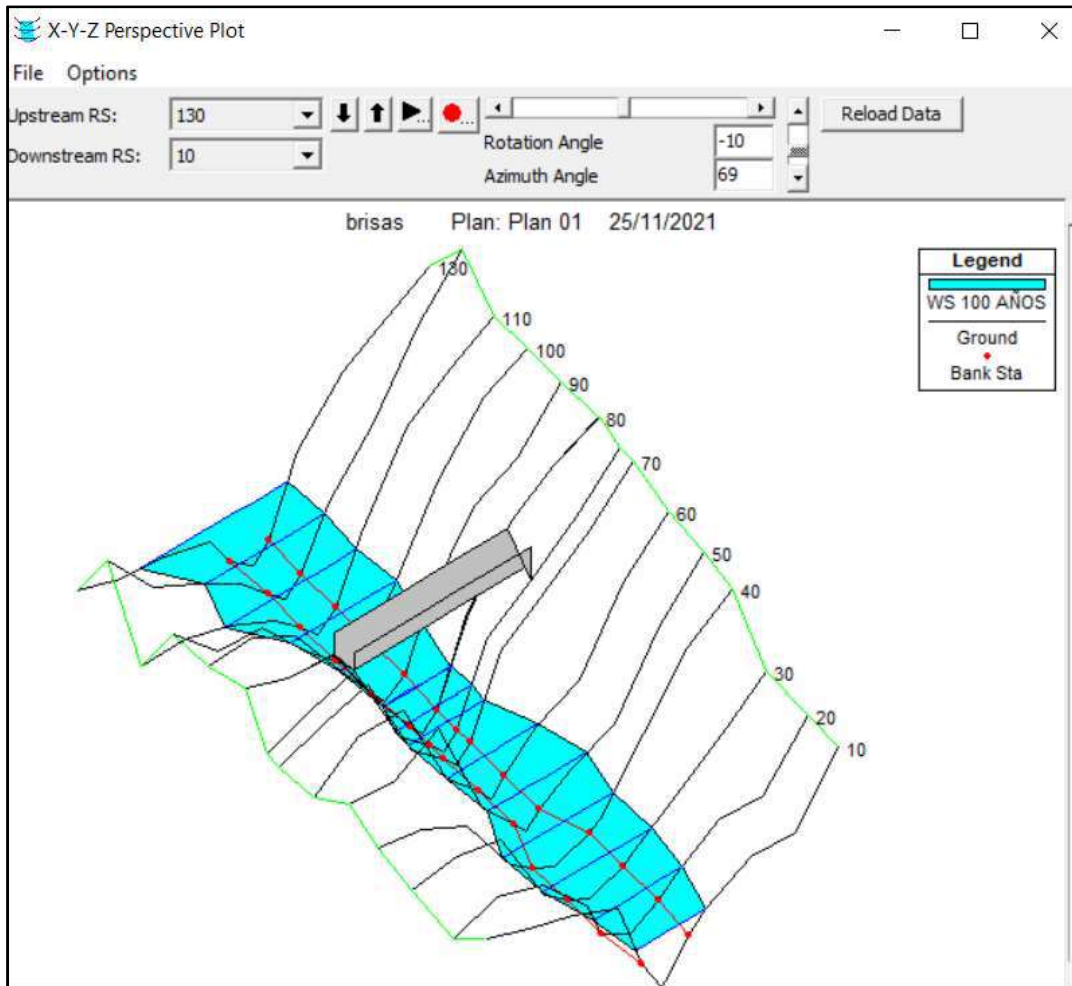 X-Y-Z Perspective Plot
File Options
Upstream RS: 130
Downstream RS: 10
Rotation Angle -10
Azimuth Angle 69
Reload Data
brisas Plan: Plan 01 25/11/2021
Legend
WS 100 AÑOS
Ground
Bank Sta
130
110
100
90
80
70
60
50
40
30
20
10